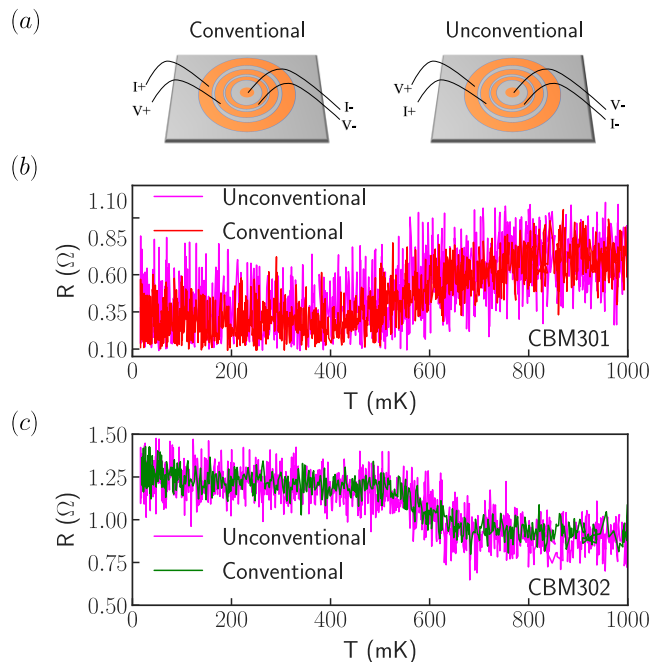 (a)
Conventional
Unconventional
I+
V+
I-
V-
V+
I+
V-
I-
(b)
1.10
0.85
0.60
0.35
0.10
R (Ω)
Unconventional
Conventional
CBM301
0
200
400
600
800
1000
T (mK)
(c)
1.50
1.25
1.00
0.75
0.50
R (Ω)
Unconventional
Conventional
CBM302
0
200
400
600
800
1000
T (mK)